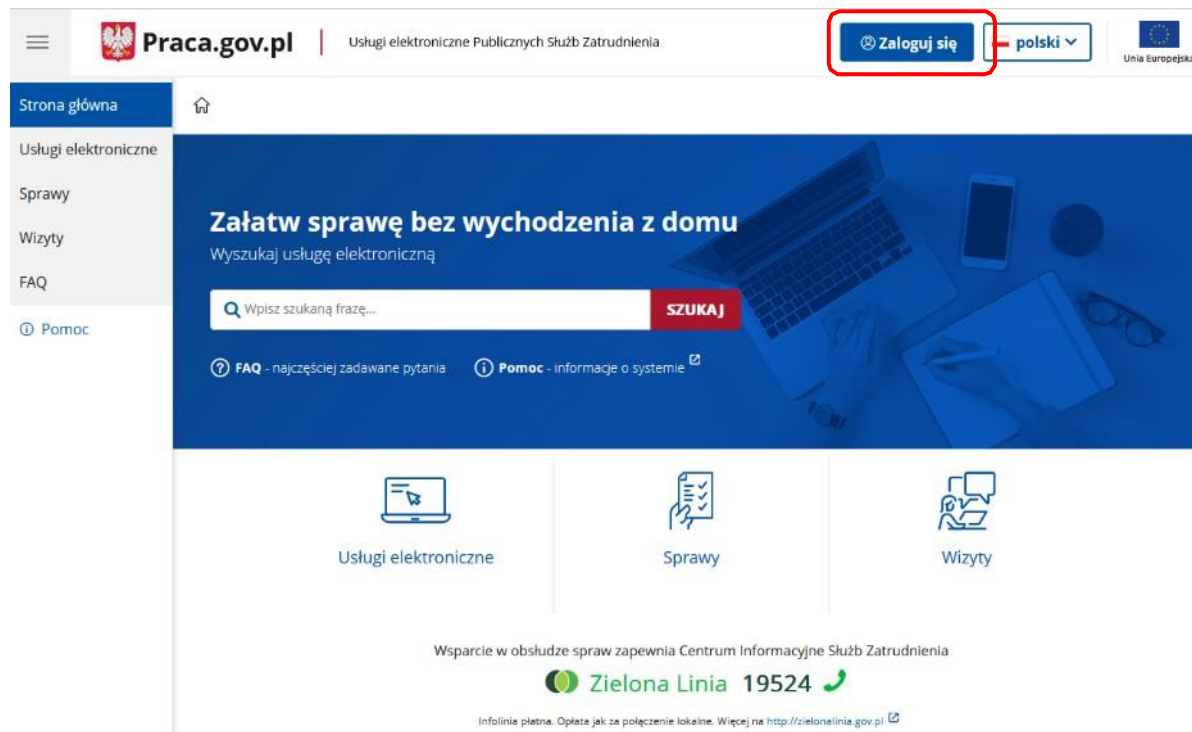 Praca.gov.pl
Usługi elektroniczne Publicznych Służb Zatrudnienia
Zaloguj się
polski
Unia Europejska
Strona główna
Usługi elektroniczne
Sprawy
Wizyty
FAQ
Pomoc
Załatw sprawę bez wychodzenia z domu
Wyszukaj usługę elektroniczną
Wpisz szukaną frazę...
SZUKAJ
FAQ - najczęściej zadawane pytania
Pomoc - informacje o systemie
Usługi elektroniczne
Sprawy
Wizyty
Wsparcie w obsłudze spraw zapewnia Centrum Informacyjne Służb Zatrudnienia
Zielona Linia 19524
Infolinia płatna. Opłata jak za połączenie lokalne. Więcej na http://zielonalinia.gov.pl